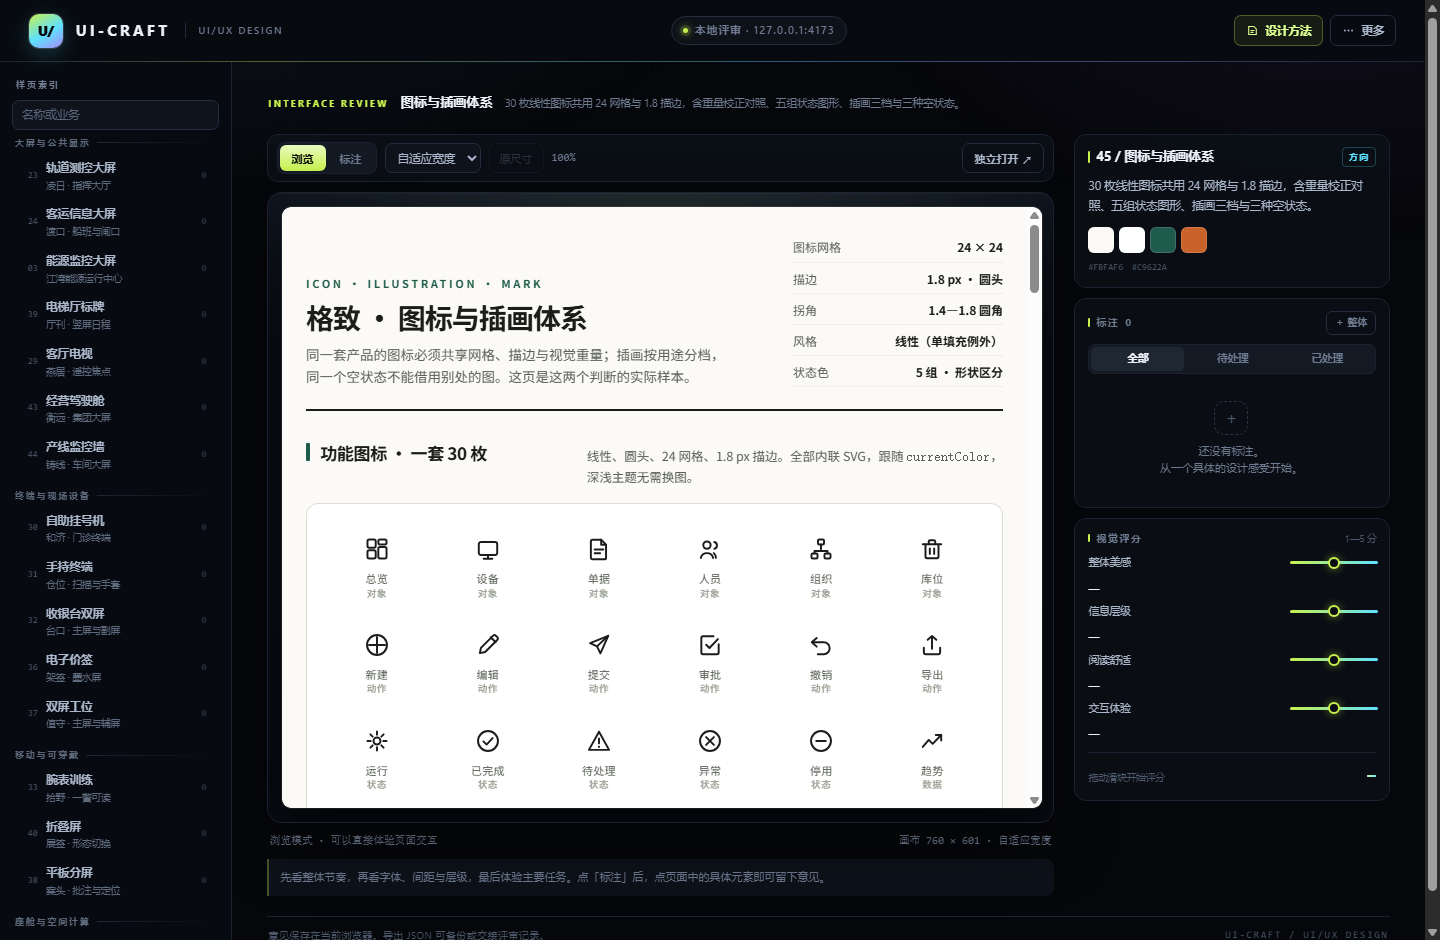 U/ UI-CRAFT UI/UX DESIGN
本地评审 · 127.0.0.1:4173
设计方法
··· 更多
样页索引
名称或业务
大屏与公共显示
23 轨道测控大屏 0
凌日 · 指挥大厅
24 客运信息大屏 0
渡口 · 船班与闸口
03 能源监控大屏 0
江海能源运行中心
39 电梯厅标牌 0
厅刊 · 竖屏日程
29 客厅电视 0
燕居 · 遥控焦点
43 经营驾驶舱 0
衡远 · 集团大屏
44 产线监控墙 0
铸线 · 车间大屏
终端与现场设备
30 自助挂号机 0
和济 · 门诊终端
31 手持终端 0
仓位 · 扫描与手套
32 收银台双屏 0
台口 · 主屏与副屏
36 电子价签 0
架签 · 墨水屏
37 双屏工位 0
值守 · 主屏与辅屏
移动与可穿戴
33 腕表训练 0
拾野 · 一瞥可读
40 折叠屏 0
展签 · 形态切换
38 平板分屏 0
案头 · 批注与定位
座舱与空间计算
INTERFACE REVIEW 图标与插画体系 30 枚线性图标共用 24 网格与 1.8 描边，含重量校正对照、五组状态图形、插画三档与三种空状态。
浏览 标注 自适应宽度 原尺寸 100% 独立打开 ↗
ICON · ILLUSTRATION · MARK
格致 · 图标与插画体系
同一套产品的图标必须共享网格、描边与视觉重量；插画按用途分档，
同一个空状态不能借用别处的图。这页是这两个判断的实际样本。
图标网格 24 × 24
描边 1.8 px · 圆头
拐角 1.4—1.8 圆角
风格 线性（单填充例外）
状态色 5 组 · 形状区分
功能图标 · 一套 30 枚
线性、圆头、24 网格、1.8 px 描边。全部内联 SVG，跟随 currentColor，
深浅主题无需换图。
总览 设备 单据 人员 组织 库位
对象 对象 对象 对象 对象 对象
新建 编辑 提交 审批 撤销 导出
动作 动作 动作 动作 动作 动作
运行 已完成 待处理 异常 停用 趋势
状态 状态 状态 状态 状态 数据
浏览模式 · 可以直接体验页面交互
画布 760 × 601 · 自适应宽度
先看整体节奏，再看字体、间距与层级，最后体验主要任务。点「标注」后，点页面中的具体元素即可留下意见。
意见保存在当前浏览器。导出 JSON 可备份或交接评审记录。
UI-CRAFT / UI/UX DESIGN
45 / 图标与插画体系 方向
30 枚线性图标共用 24 网格与 1.8 描边，含重量校正对
照、五组状态图形、插画三档与三种空状态。
#FBFAF6 #C9622A
标注 0 + 整体
全部 待处理 已处理
+
还没有标注。
从一个具体的设计感受开始。
视觉评分 1—5 分
整体美感
—
信息层级
—
阅读舒适
—
交互体验
—
拖动滑块开始评分 —